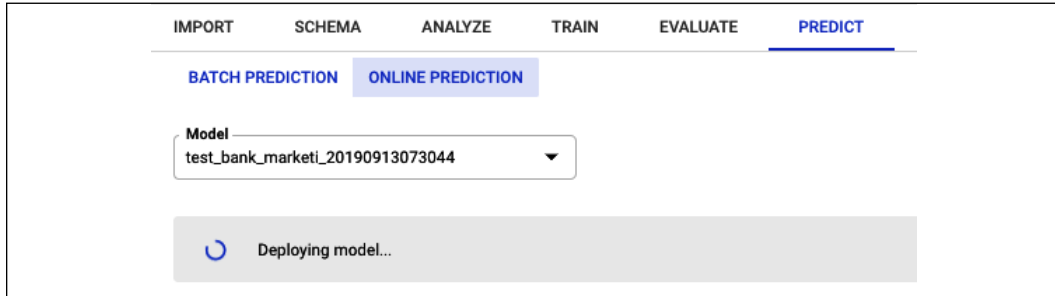 IMPORT SCHEMA ANALYZE TRAIN EVALUATE PREDICT
BATCH PREDICTION ONLINE PREDICTION
Model
test_bank_marketi_20190913073044
Deploying model...